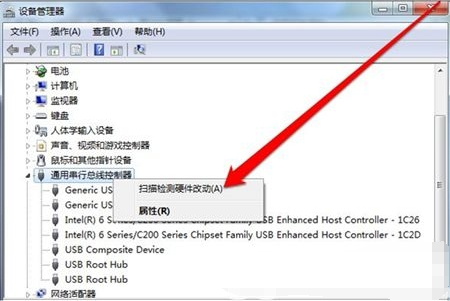 设备管理器
文件(F) 操作(A) 查看(V) 帮助(H)
电池
计算机
监视器
键盘
人体学输入设备
声音、视频和游戏控制器
鼠标和其他指针设备
通用串行总线控制器
Generic US
扫描检测硬件改动(A)
Generic US
属性(R)
Intel(R) 6 Series/C200 Series Chipset Family USB Enhanced Host Controller - 1C26
Intel(R) 6 Series/C200 Series Chipset Family USB Enhanced Host Controller - 1C2D
USB Composite Device
USB Root Hub
USB Root Hub
网络适配器